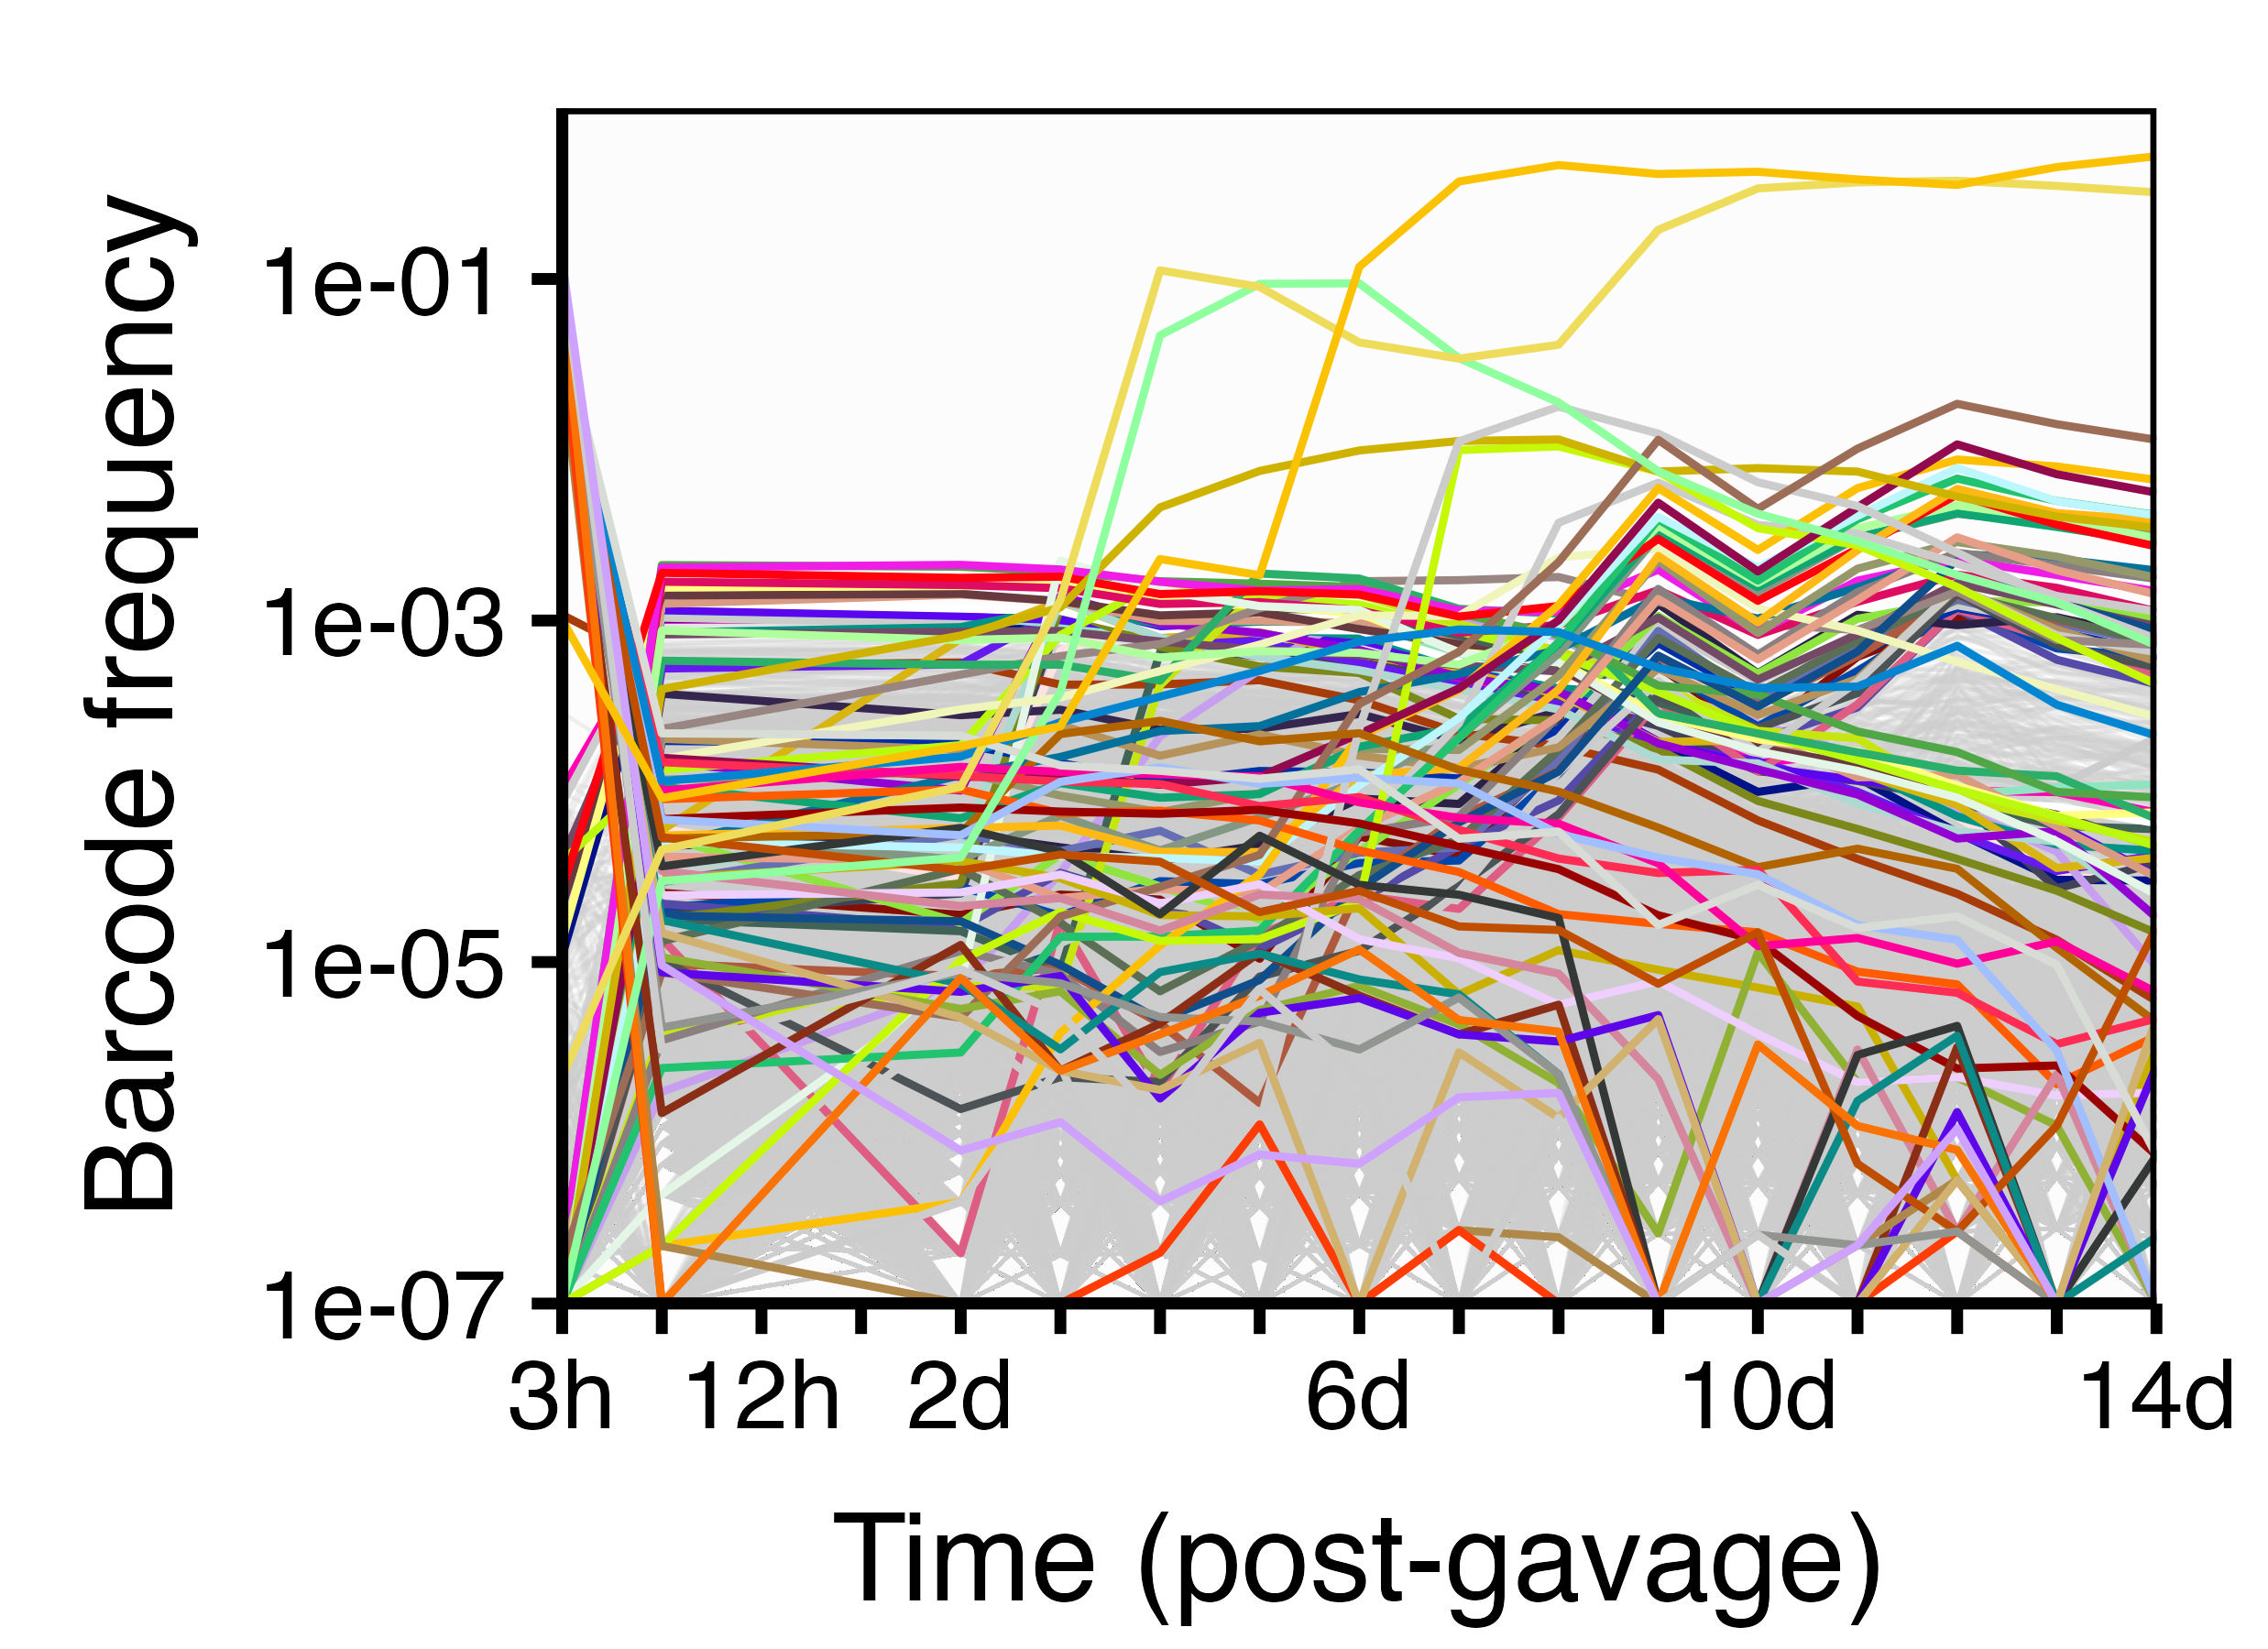 Barcode frequency
1e-01
1e-03
1e-05
1e-07
3h 12h 2d 6d 10d 14d
Time (post-gavage)